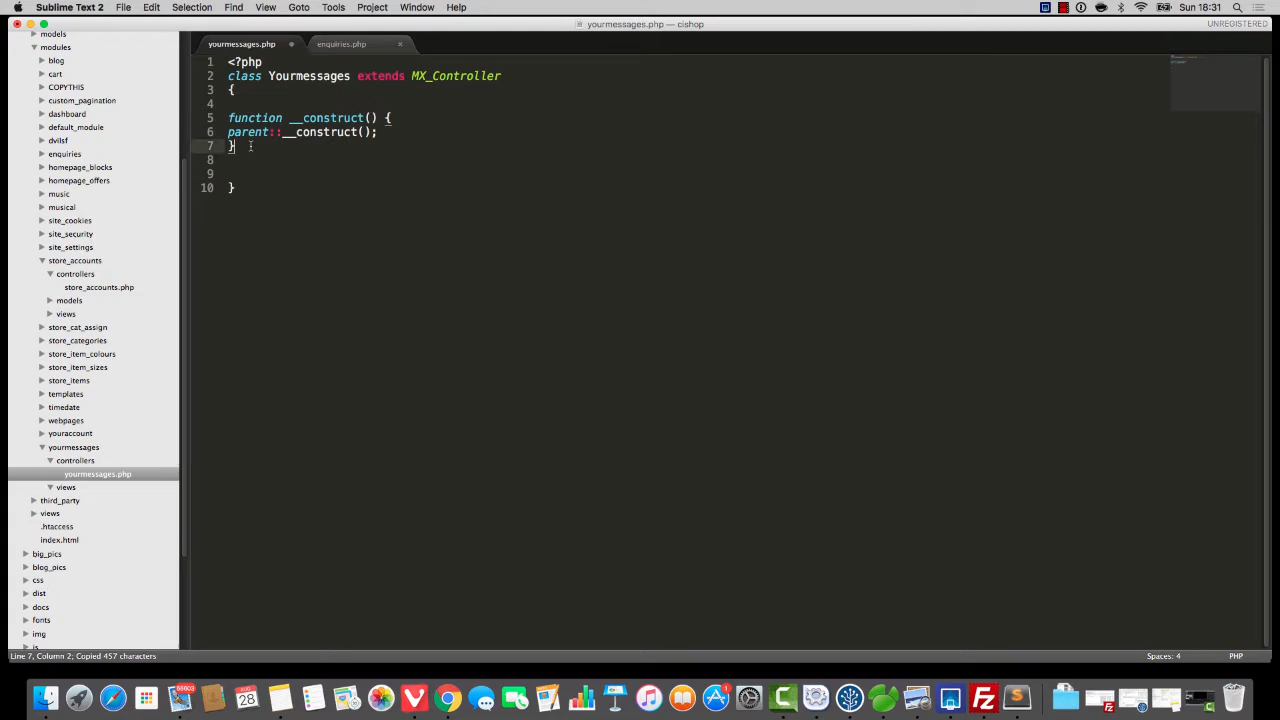 Sublime Text 2 File Edit Selection Find View Goto Tools Project Window Help Sun 18:31
yourmessages.php — cishop UNREGISTERED
yourmessages.php enquiries.php ×
models
modules
blog
cart
COPYTHIS
custom_pagination
dashboard
default_module
dvilsf
enquiries
homepage_blocks
homepage_offers
music
musical
site_cookies
site_security
site_settings
store_accounts
controllers
store_accounts.php
models
views
store_cat_assign
store_categories
store_item_colours
store_item_sizes
store_items
templates
timedate
webpages
youraccount
yourmessages
controllers
yourmessages.php
views
third_party
views
.htaccess
index.html
big_pics
blog_pics
css
dist
docs
fonts
img
js
1 <?php
2 class Yourmessages extends MX_Controller
3 {
4
5 function __construct() {
6 parent::__construct();
7 }
8
9
10 }
Line 7, Column 2; Copied 457 characters Spaces: 4 PHP